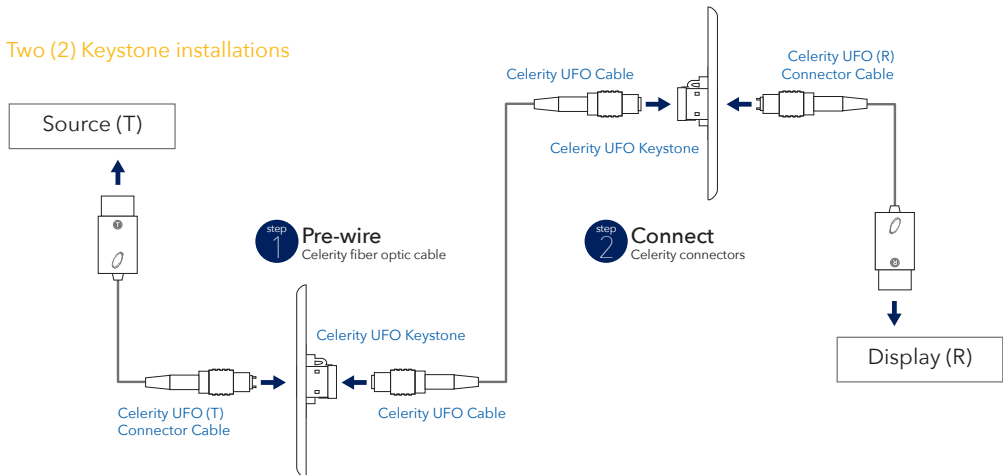 Two (2) Keystone installations
Source (T)
T
Celerity UFO (T)
Connector Cable
step
1
Pre-wire
Celerity fiber optic cable
Celerity UFO Keystone
Celerity UFO Cable
Celerity UFO Cable
Celerity UFO Keystone
step
2
Connect
Celerity connectors
Celerity UFO (R)
Connector Cable
R
Display (R)